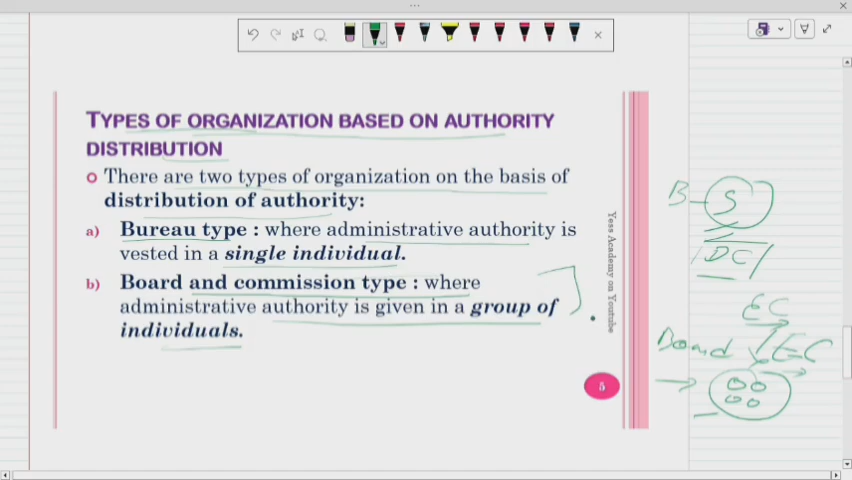 TYPES OF ORGANIZATION BASED ON AUTHORITY
DISTRIBUTION
There are two types of organization on the basis of
distribution of authority:
a) Bureau type : where administrative authority is
vested in a single individual.
b) Board and commission type : where
administrative authority is given in a group of
individuals.
Yess Academy on Youtube
5
B
S
DC
EC
Board
EC